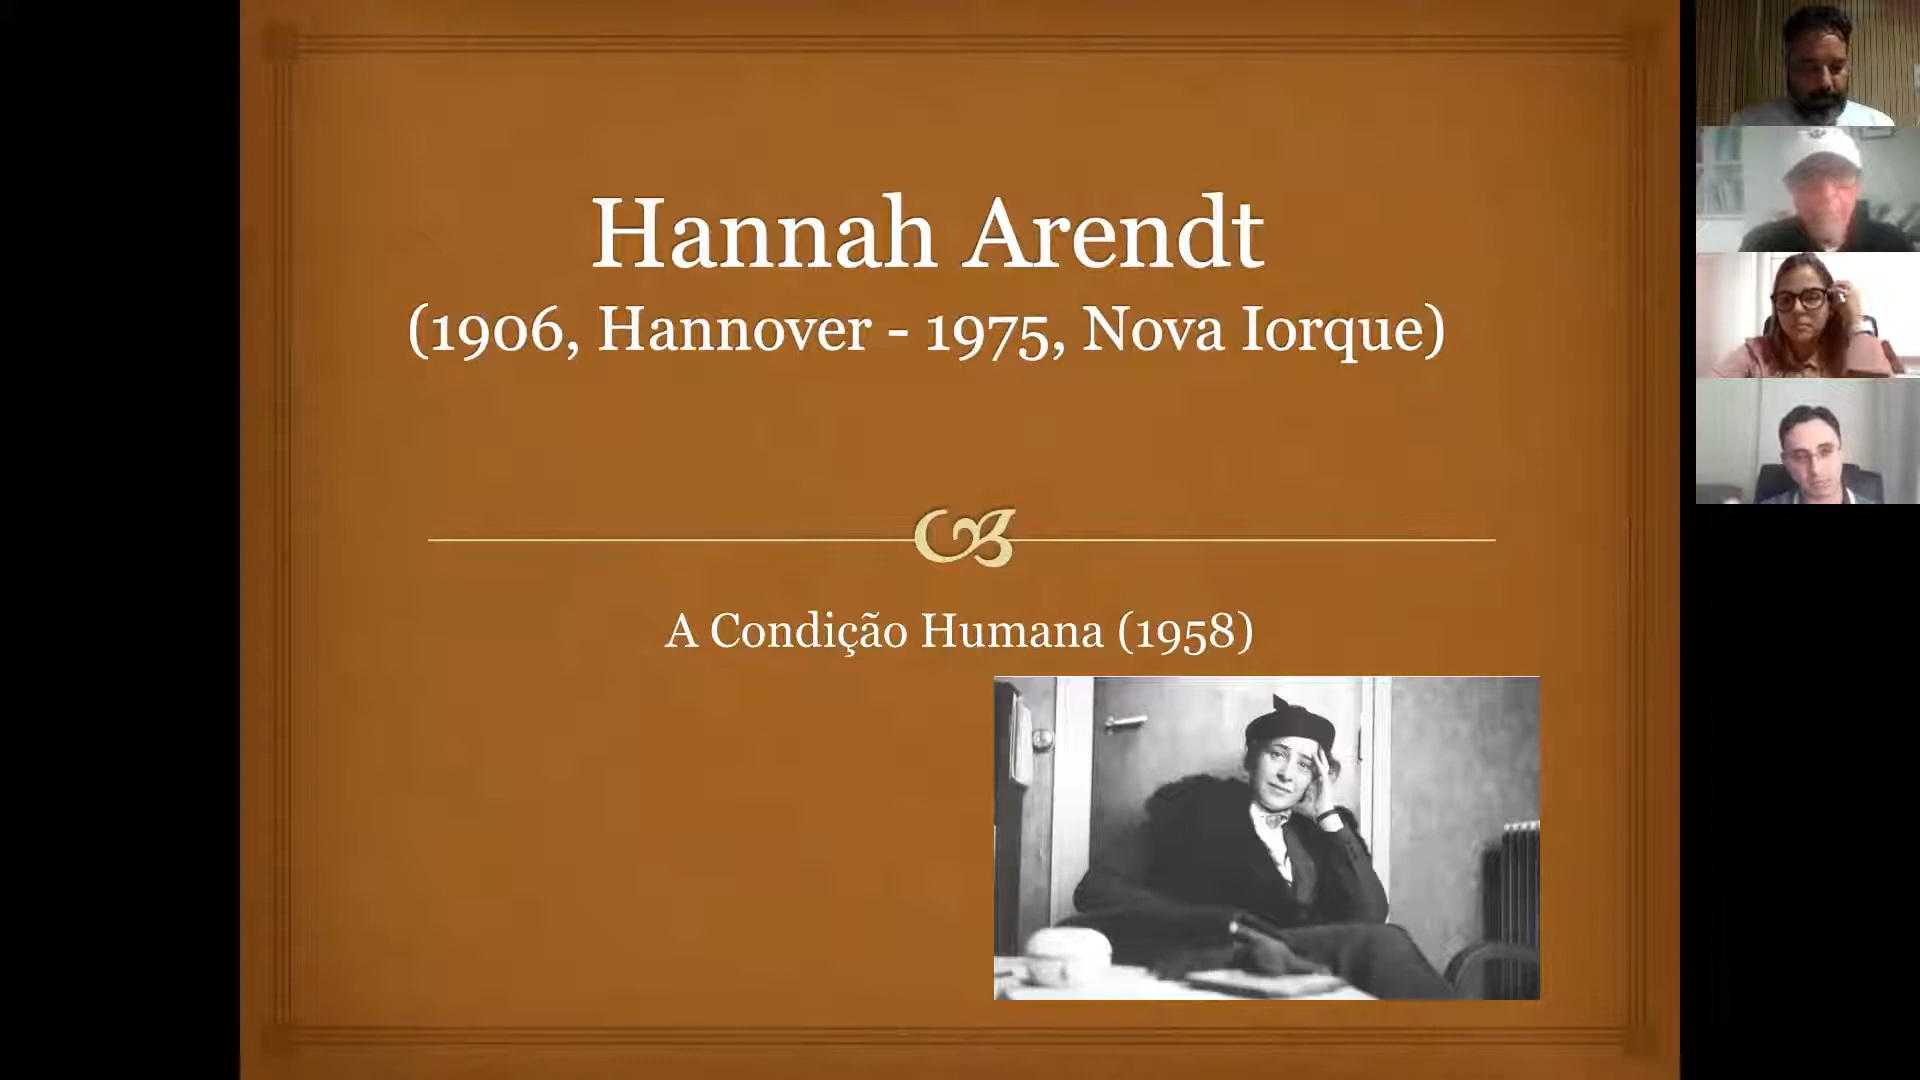 Hannah Arendt
(1906, Hannover - 1975, Nova Iorque)
A Condição Humana (1958)